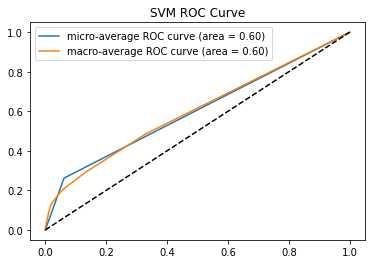 SVM ROC Curve
micro-average ROC curve (area = 0.60)
macro-average ROC curve (area = 0.60)
1.0
0.8
0.6
0.4
0.2
0.0
0.0 0.2 0.4 0.6 0.8 1.0